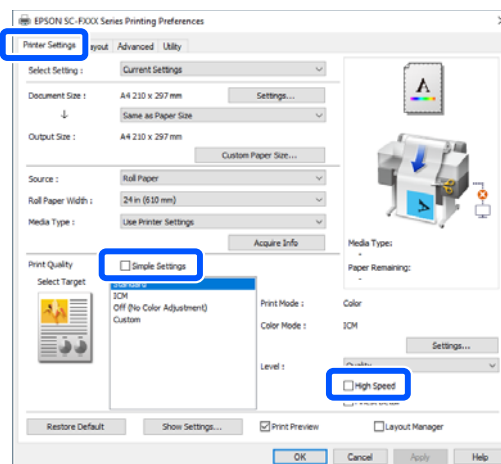 EPSON SC-FXXX Series Printing Preferences
Printer Settings yout Advanced Utility
Select Setting : Current Settings
Document Size : A4 210 x 297 mm Settings...
Same as Paper Size
Output Size : A4 210 x 297 mm
Custom Paper Size...
Source : Roll Paper
Roll Paper Width : 24 in (610 mm)
Media Type : Use Printer Settings
Acquire Info
Media Type:
-
Paper Remaining:
-
Print Quality Simple Settings
Select Target Standard
ICM
Off (No Color Adjustment)
Custom
Print Mode : Color
Color Mode : ICM
Settings...
Level : Quality
High Speed
Restore Default Show Settings... Print Preview Layout Manager
OK Cancel Apply Help